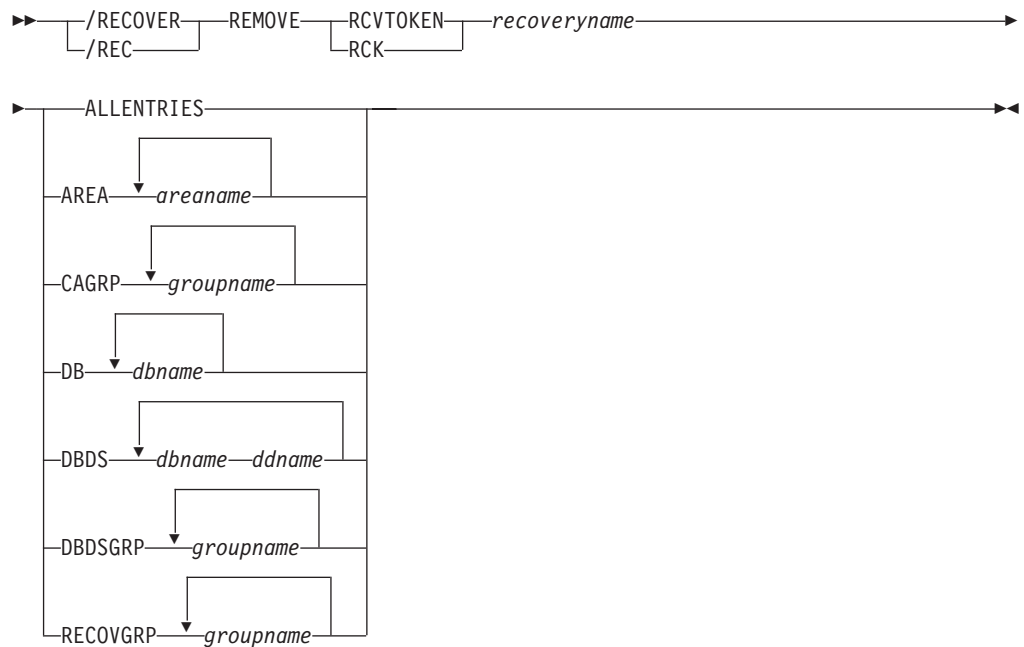 /RECOVER REMOVE RCVTOKEN recoveryname
/REC RCK
ALLENTRIES
AREA areaname
CAGRP groupname
DB dbname
DBDS dbname ddname
DBDSGRP groupname
RECOVGRP groupname